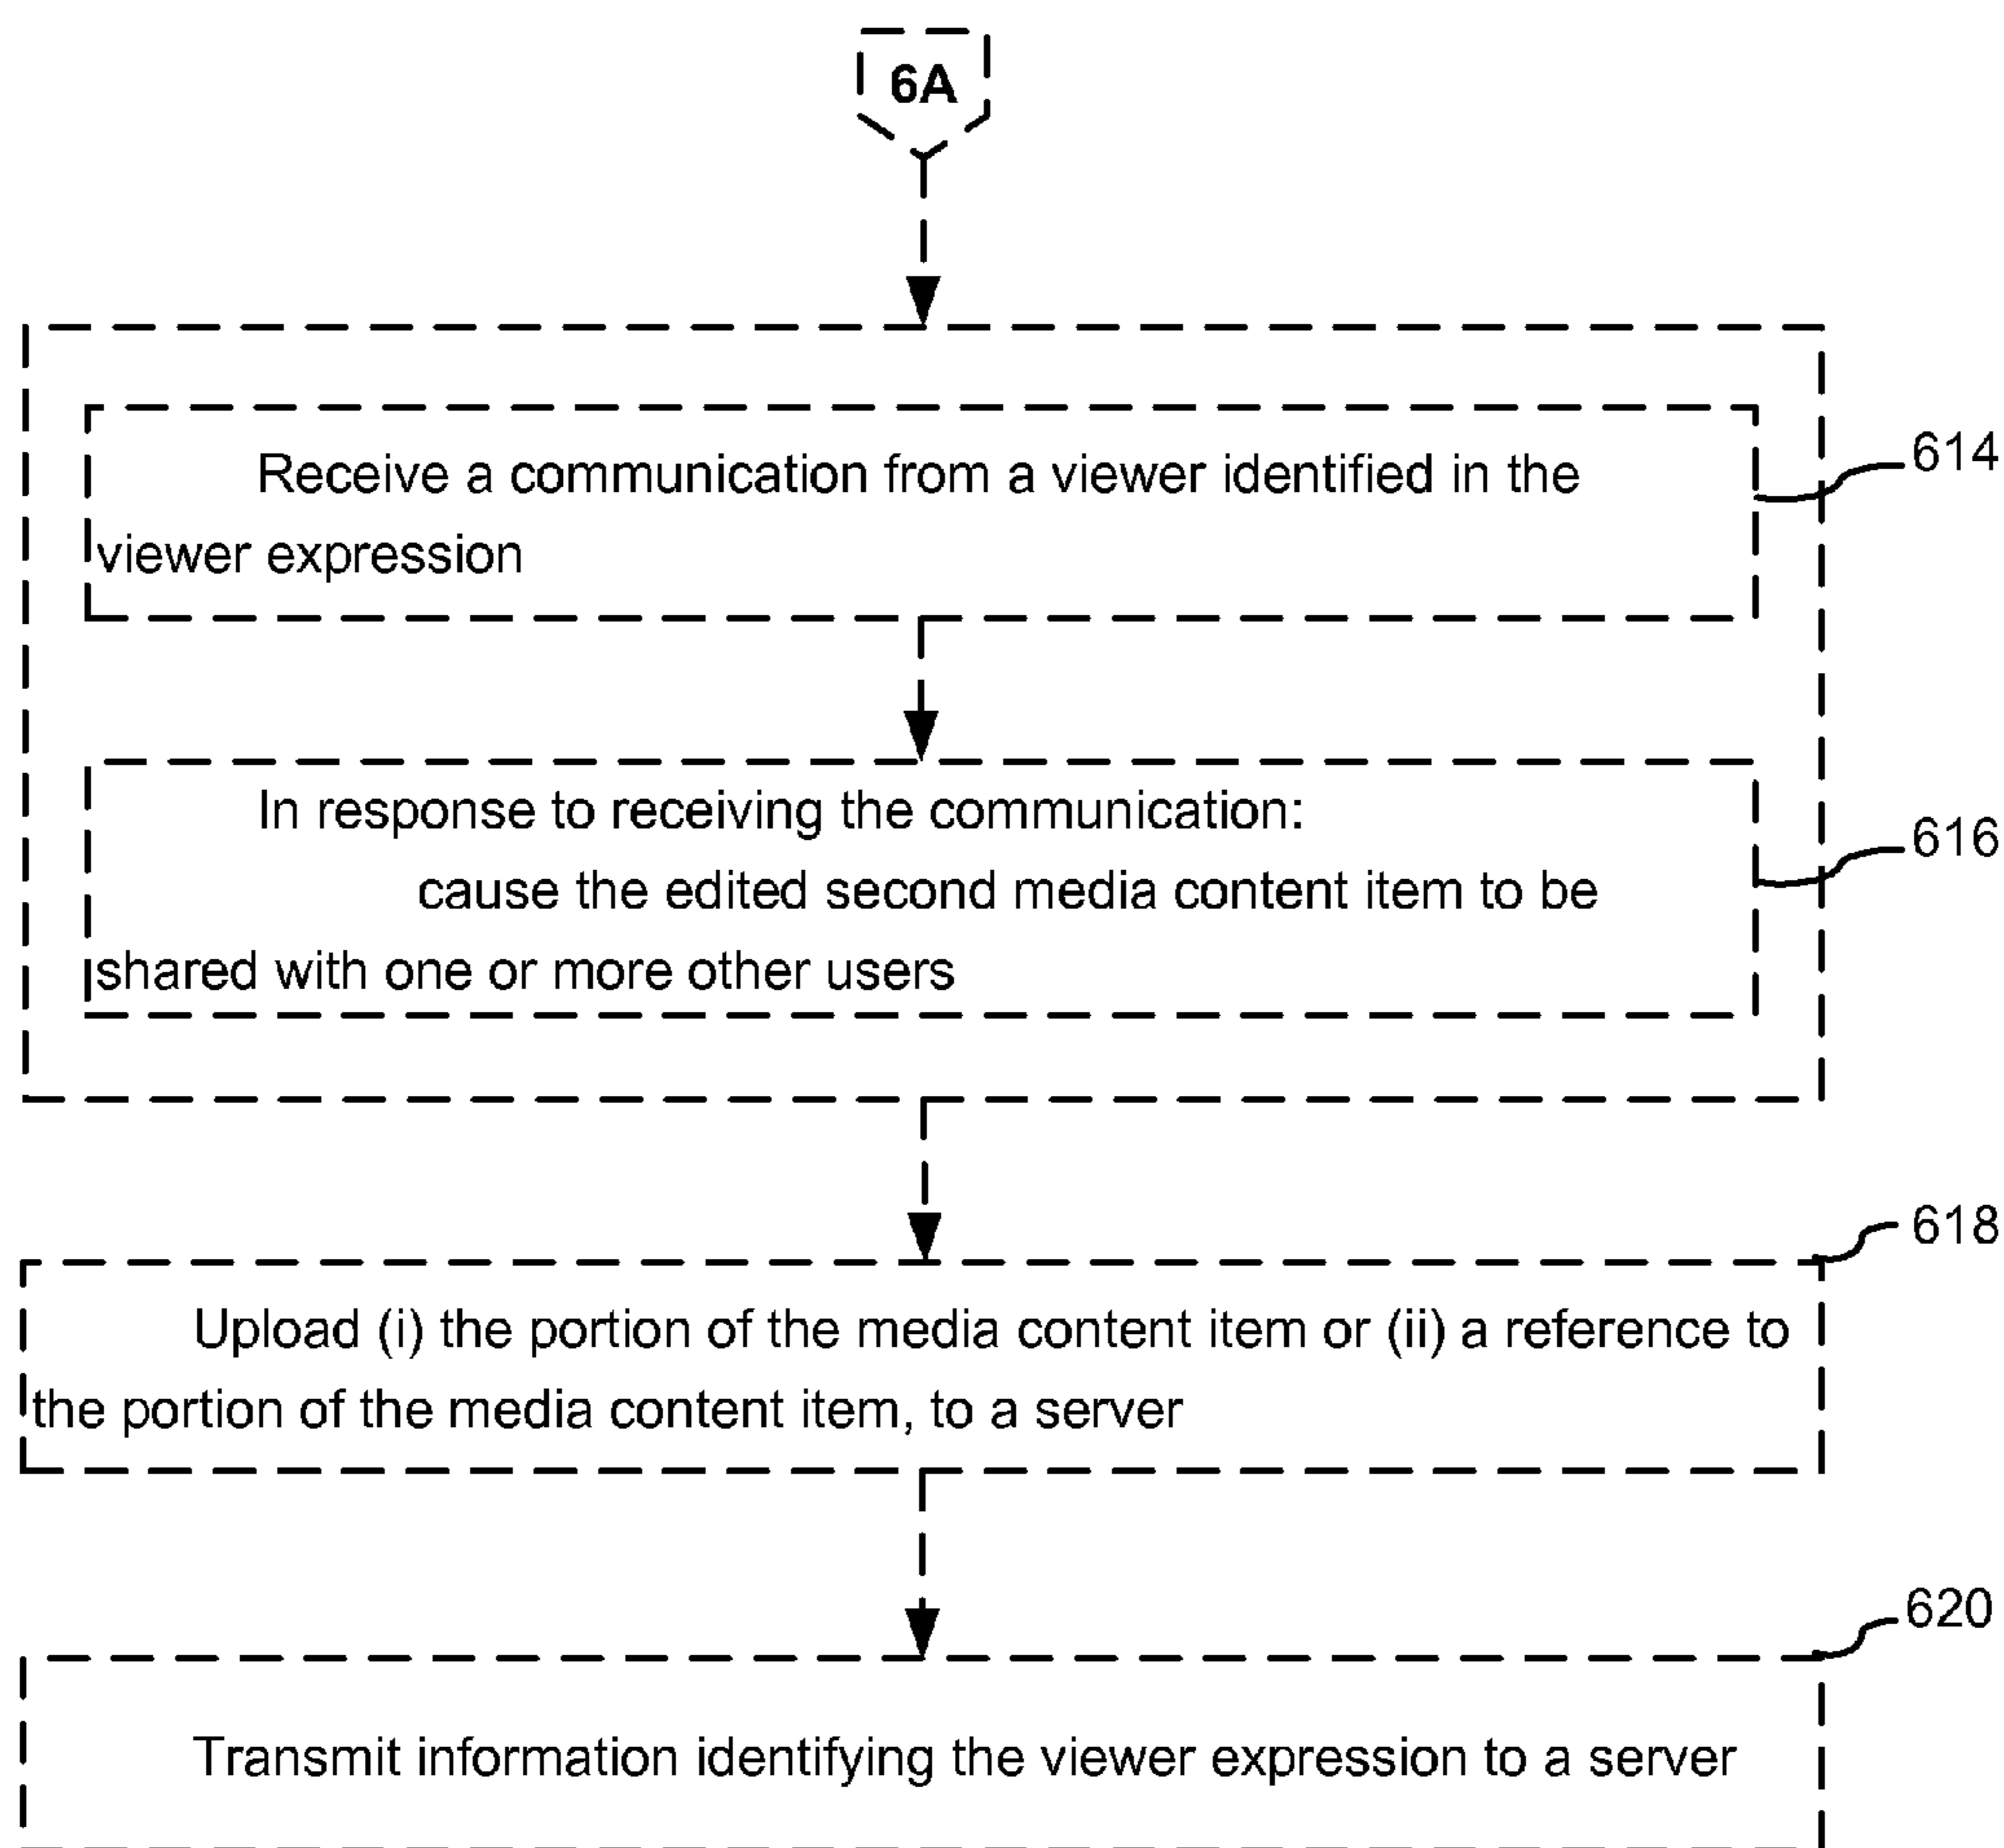 6A
Receive a communication from a viewer identified in the
viewer expression
614
In response to receiving the communication:
cause the edited second media content item to be
shared with one or more other users
616
618
Upload (i) the portion of the media content item or (ii) a reference to
the portion of the media content item, to a server
620
Transmit information identifying the viewer expression to a server